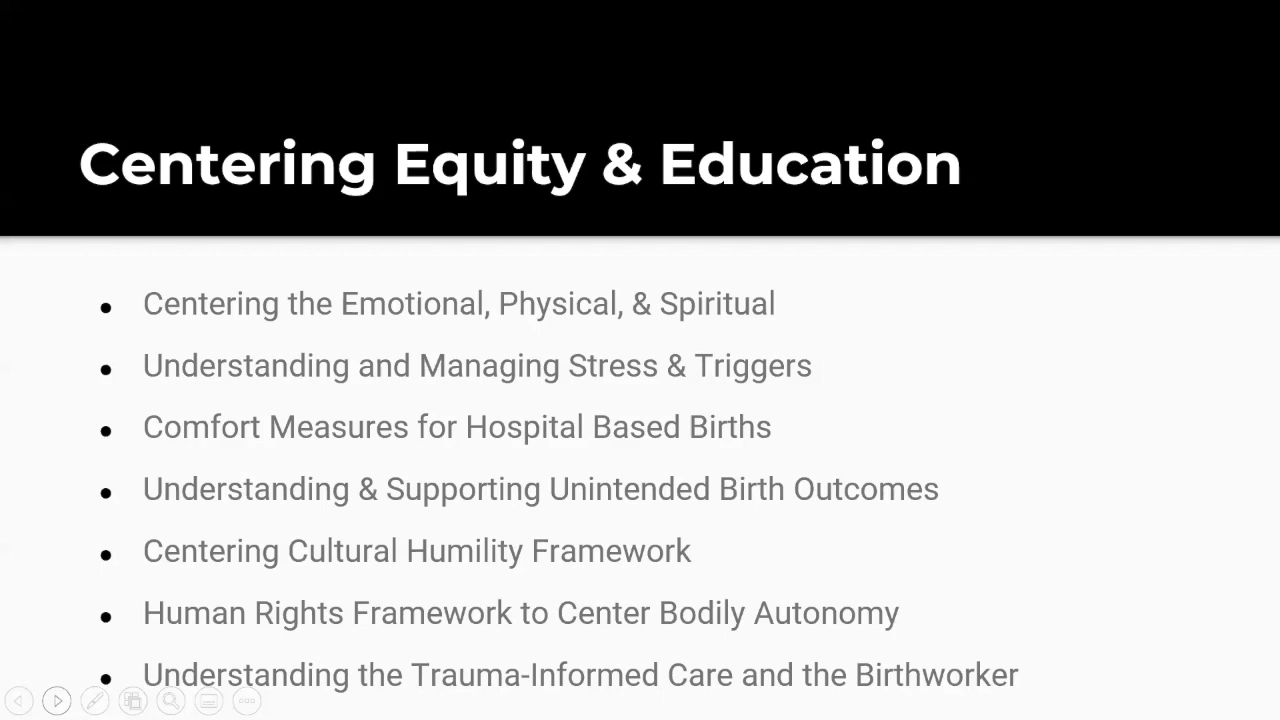 Centering Equity & Education
Centering the Emotional, Physical, & Spiritual
Understanding and Managing Stress & Triggers
Comfort Measures for Hospital Based Births
Understanding & Supporting Unintended Birth Outcomes
Centering Cultural Humility Framework
Human Rights Framework to Center Bodily Autonomy
Understanding the Trauma-Informed Care and the Birthworker